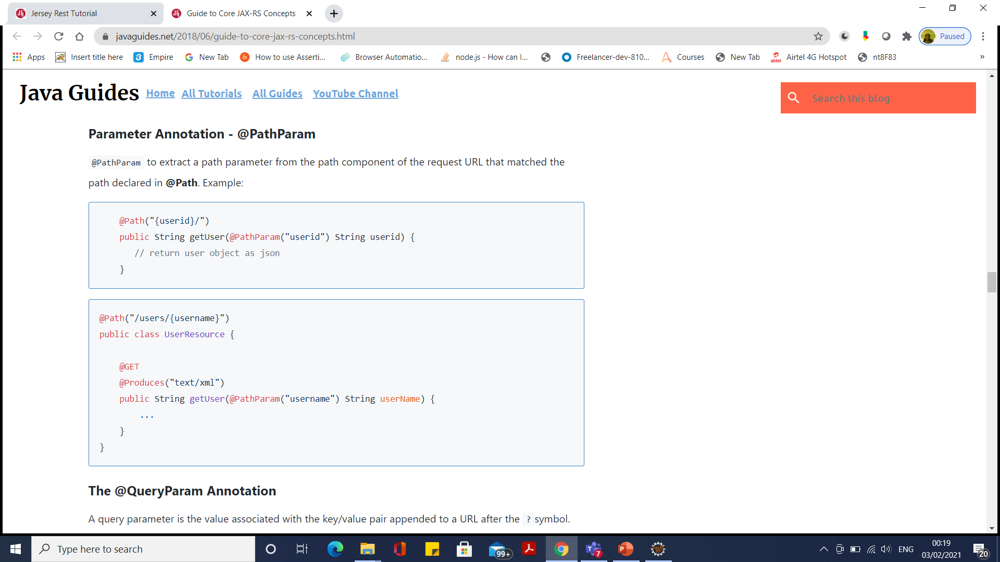 Jersey Rest Tutorial
Guide to Core JAX-RS Concepts
javaguides.net/2018/06/guide-to-core-jax-rs-concepts.html
Paused
Apps
Insert title here
Empire
New Tab
How to use Asserti...
Browser Automatio...
node.js - How can I...
Freelancer-dev-810...
Courses
airtel
New Tab
Airtel 4G Hotspot
nt8F83
»
Java Guides
Home
All Tutorials
All Guides
YouTube Channel
Search this blog
Parameter Annotation - @PathParam
@PathParam to extract a path parameter from the path component of the request URL that matched the
path declared in @Path. Example:
@Path("{userid}/")
public String getUser(@PathParam("userid") String userid) {
// return user object as json
}
@Path("/users/{username}")
public class UserResource {
@GET
@Produces("text/xml")
public String getUser(@PathParam("username") String userName) {
...
}
}
The @QueryParam Annotation
A query parameter is the value associated with the key/value pair appended to a URL after the ? symbol.
Type here to search
99+
7
ENG
00:19
03/02/2021
20